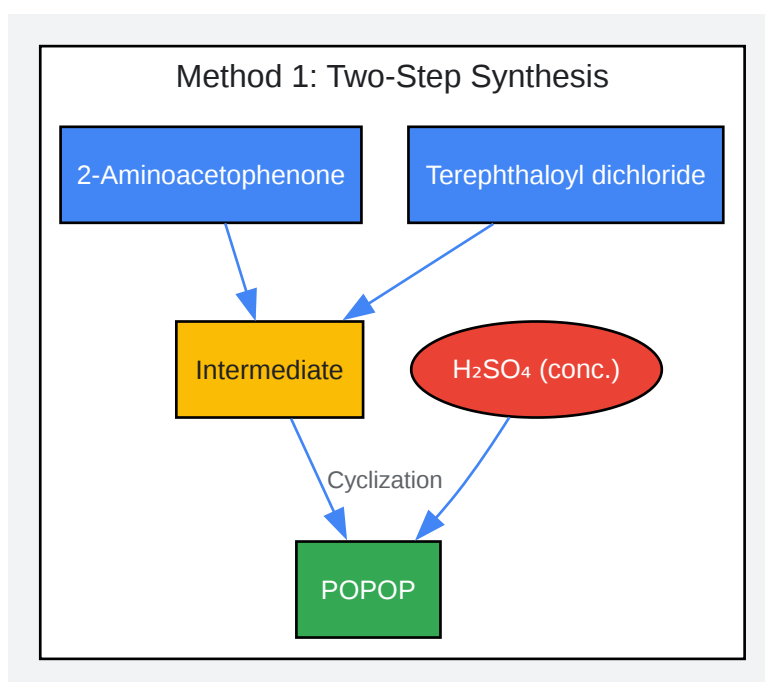 Method 1: Two-Step Synthesis
2-Aminoacetophenone
Terephthaloyl dichloride
Intermediate
H₂SO₄ (conc.)
Cyclization
POPOP